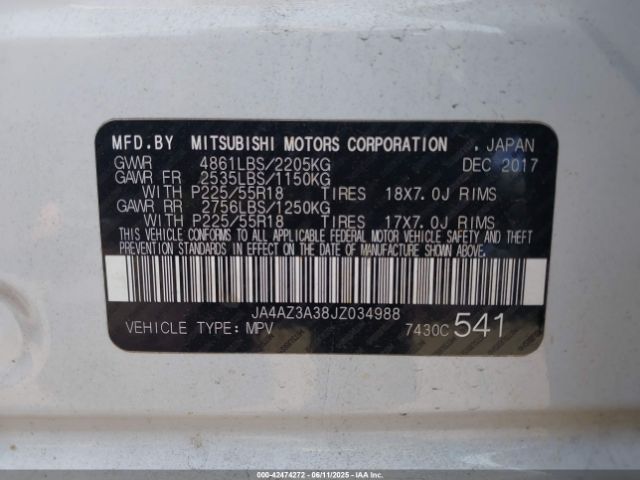 MFD.BY MITSUBISHI MOTORS CORPORATION . JAPAN
GVWR 4861LBS/2205KG DEC 2017
GAWR FR 2535LBS/1150KG
WITH P225/55R18 TIRES 18X7.0J RIMS
GAWR RR 2756LBS/1250KG
WITH P225/55R18 TIRES 17X7.0J RIMS
THIS VEHICLE CONFORMS TO ALL APPLICABLE FEDERAL MOTOR VEHICLE SAFETY AND THEFT
PREVENTION STANDARDS IN EFFECT ON THE DATE OF MANUFACTURE SHOWN ABOVE.
JA4AZ3A38JZ034988
VEHICLE TYPE: MPV 7430C 541
000-42474272 - 06/11/2025 - IAAI.COM